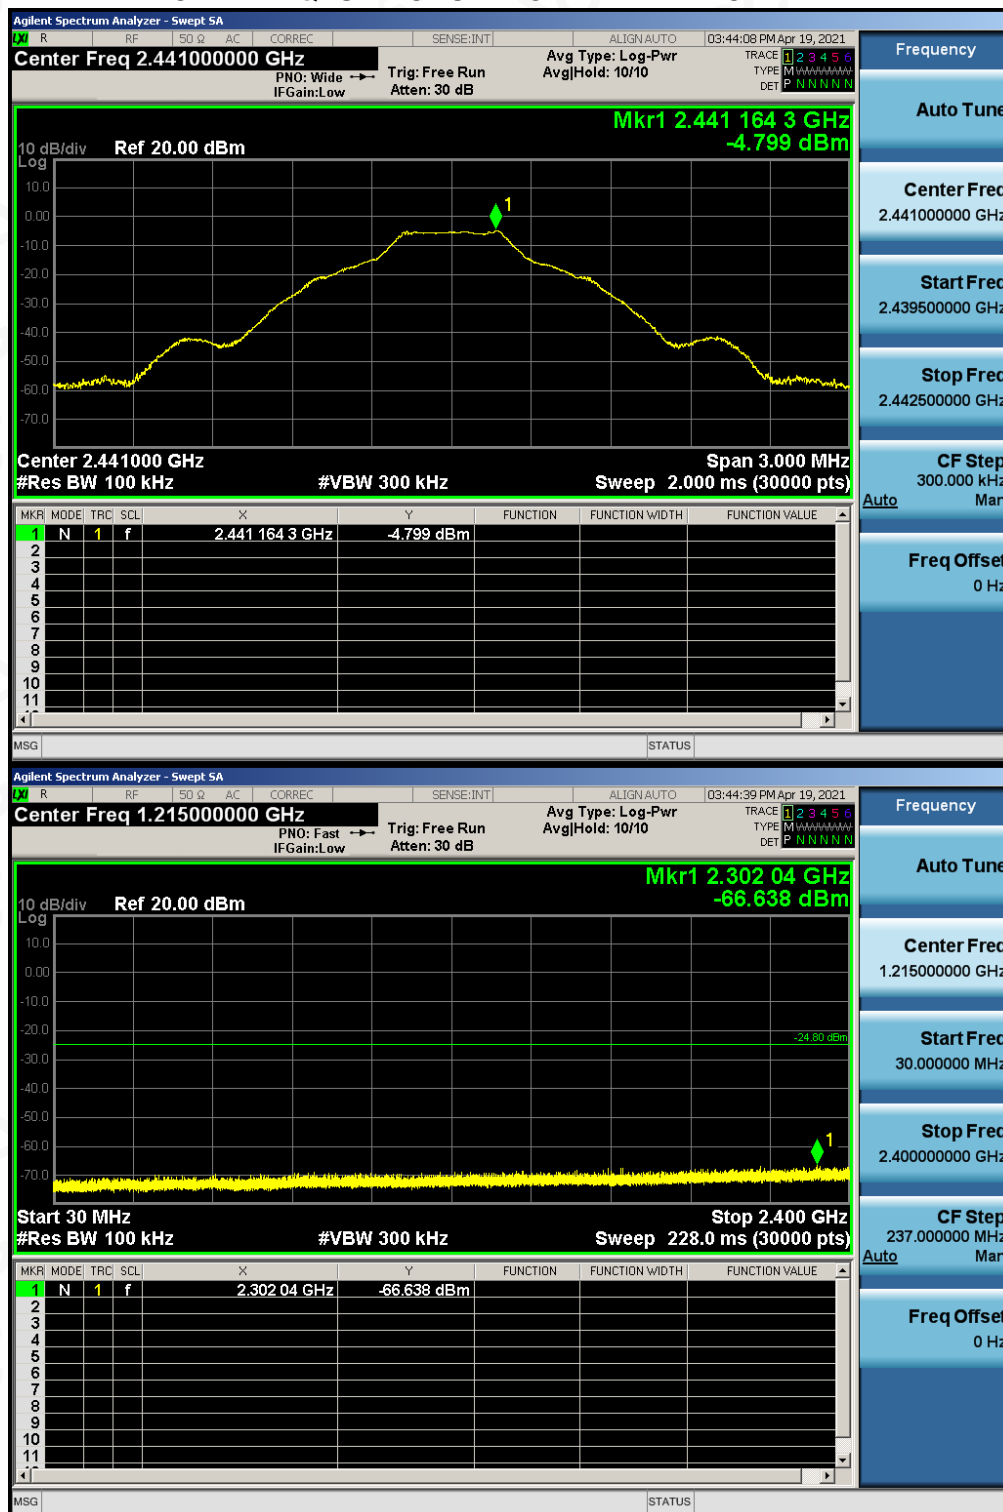 Agilent Spectrum Analyzer - Swept SA
LXI R RF 50 Ω AC CORREC SENSE:INT ALIGN AUTO 03:44:08 PM Apr 19, 2021
Center Freq 2.441000000 GHz
PNO: Wide
IFGain:Low
Trig: Free Run
Atten: 30 dB
Avg Type: Log-Pwr
Avg|Hold: 10/10
TRACE 1 2 3 4 5 6
TYPE M
DET P N N N N N
Mkr1 2.441 164 3 GHz
-4.799 dBm
10 dB/div Ref 20.00 dBm
Log
10.0
0.00
-10.0
-20.0
-30.0
-40.0
-50.0
-60.0
-70.0
1
Center 2.441000 GHz Span 3.000 MHz
#Res BW 100 kHz #VBW 300 kHz Sweep 2.000 ms (30000 pts)
MKR MODE TRC SCL X Y FUNCTION FUNCTION WIDTH FUNCTION VALUE
1 N 1 f 2.441 164 3 GHz -4.799 dBm
2
3
4
5
6
7
8
9
10
11
MSG STATUS
Frequency
Auto Tune
Center Freq
2.441000000 GHz
Start Freq
2.439500000 GHz
Stop Freq
2.442500000 GHz
CF Step
300.000 kHz
Auto Man
Freq Offset
0 Hz
Agilent Spectrum Analyzer - Swept SA
LXI R RF 50 Ω AC CORREC SENSE:INT ALIGN AUTO 03:44:39 PM Apr 19, 2021
Center Freq 1.215000000 GHz
PNO: Fast
IFGain:Low
Trig: Free Run
Atten: 30 dB
Avg Type: Log-Pwr
Avg|Hold: 10/10
TRACE 1 2 3 4 5 6
TYPE M
DET P N N N N N
Mkr1 2.302 04 GHz
-66.638 dBm
10 dB/div Ref 20.00 dBm
Log
10.0
0.00
-10.0
-20.0
-30.0
-40.0
-50.0
-60.0
-70.0
-24.80 dBm
1
Start 30 MHz Stop 2.400 GHz
#Res BW 100 kHz #VBW 300 kHz Sweep 228.0 ms (30000 pts)
MKR MODE TRC SCL X Y FUNCTION FUNCTION WIDTH FUNCTION VALUE
1 N 1 f 2.302 04 GHz -66.638 dBm
2
3
4
5
6
7
8
9
10
11
MSG STATUS
Frequency
Auto Tune
Center Freq
1.215000000 GHz
Start Freq
30.000000 MHz
Stop Freq
2.400000000 GHz
CF Step
237.000000 MHz
Auto Man
Freq Offset
0 Hz